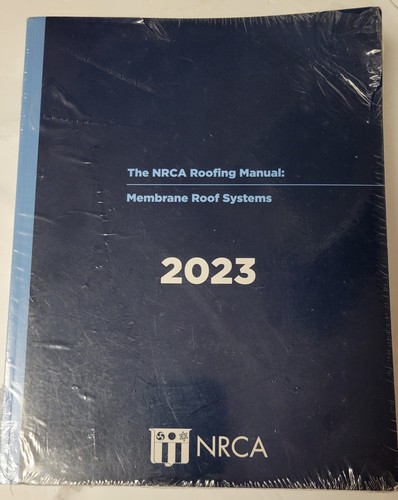 The NRCA Roofing Manual:
Membrane Roof Systems
2023
NRCA